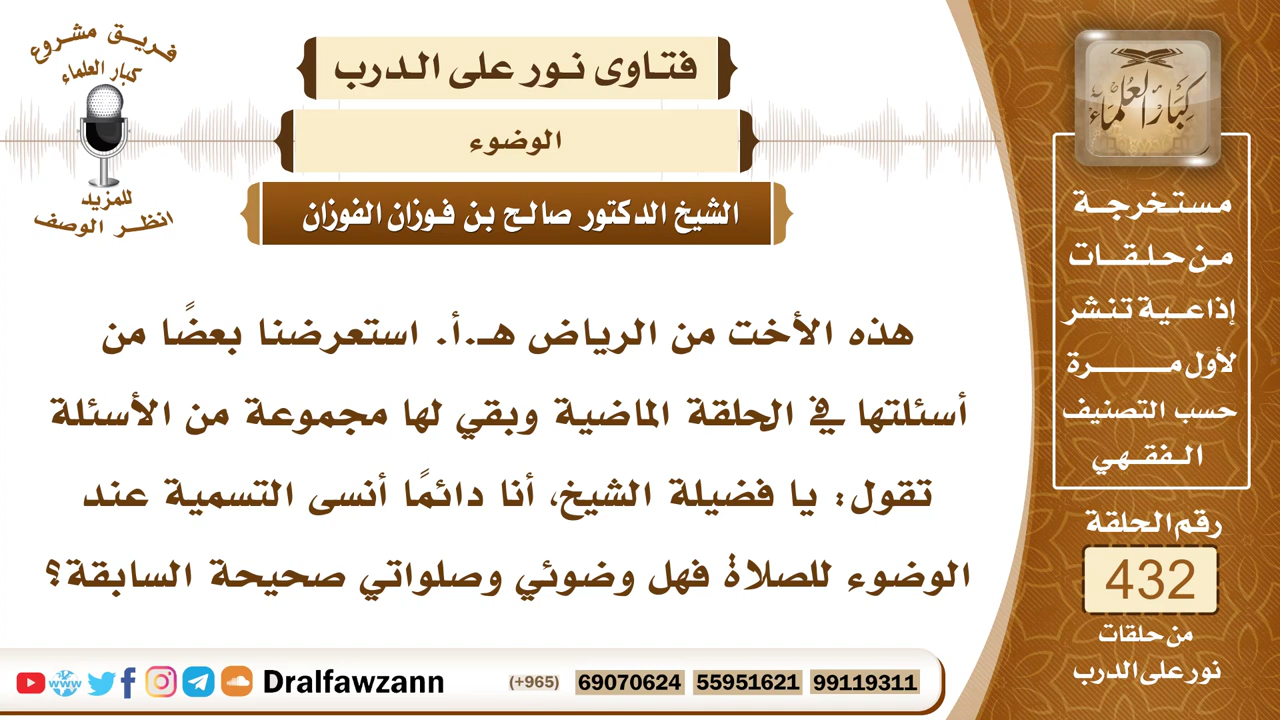 فريق مشروع
كبار العلماء
للمزيد
انظر الوصف
فتاوى نور على الدرب
الوضوء
الشيخ الدكتور صالح بن فوزان الفوزان
هذه الأخت من الرياض هـ.أ. استعرضنا بعضًا من
أسئلتها في الحلقة الماضية وبقي لها مجموعة من الأسئلة
تقول: يا فضيلة الشيخ، أنا دائمًا أنسى التسمية عند
الوضوء للصلاة فهل وضوئي وصلواتي صحيحة السابقة؟
كبار العلماء
مستخرجة
من حلقات
إذاعية تنشر
لأول مرة
حسب التصنيف
الفقهي
رقم الحلقة
432
من حلقات
نور على الدرب
www Dralfawzann (+965) 69070624 55951621 99119311